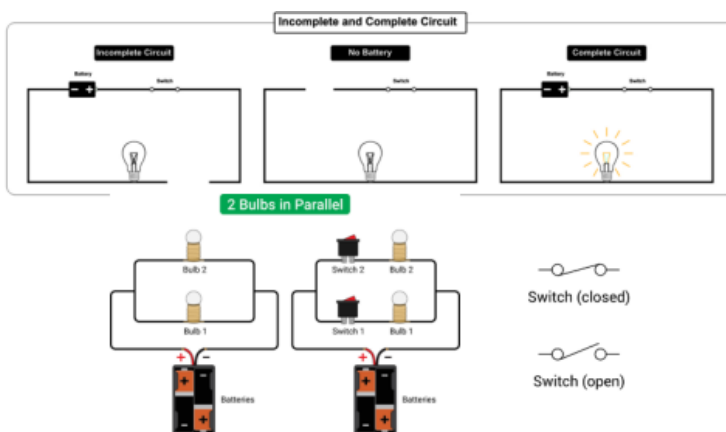 Incomplete and Complete Circuit
Incomplete Circuit
No Battery
Complete Circuit
Battery
Switch
Switch
Battery
Switch
2 Bulbs in Parallel
Bulb 2
Switch 2
Bulb 2
Bulb 1
Switch 1
Bulb 1
Switch (closed)
Switch (open)
+
−
Batteries
+
−
Batteries